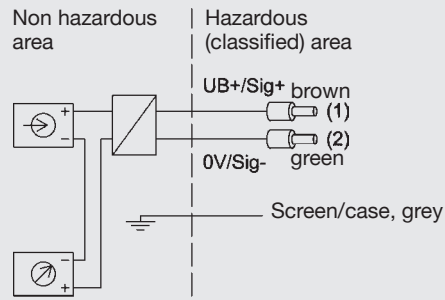 Non hazardous
area
Hazardous
(classified) area
UB+/Sig+ brown
+
(1)
−
(2)
0V/Sig- green
Screen/case, grey
−
+